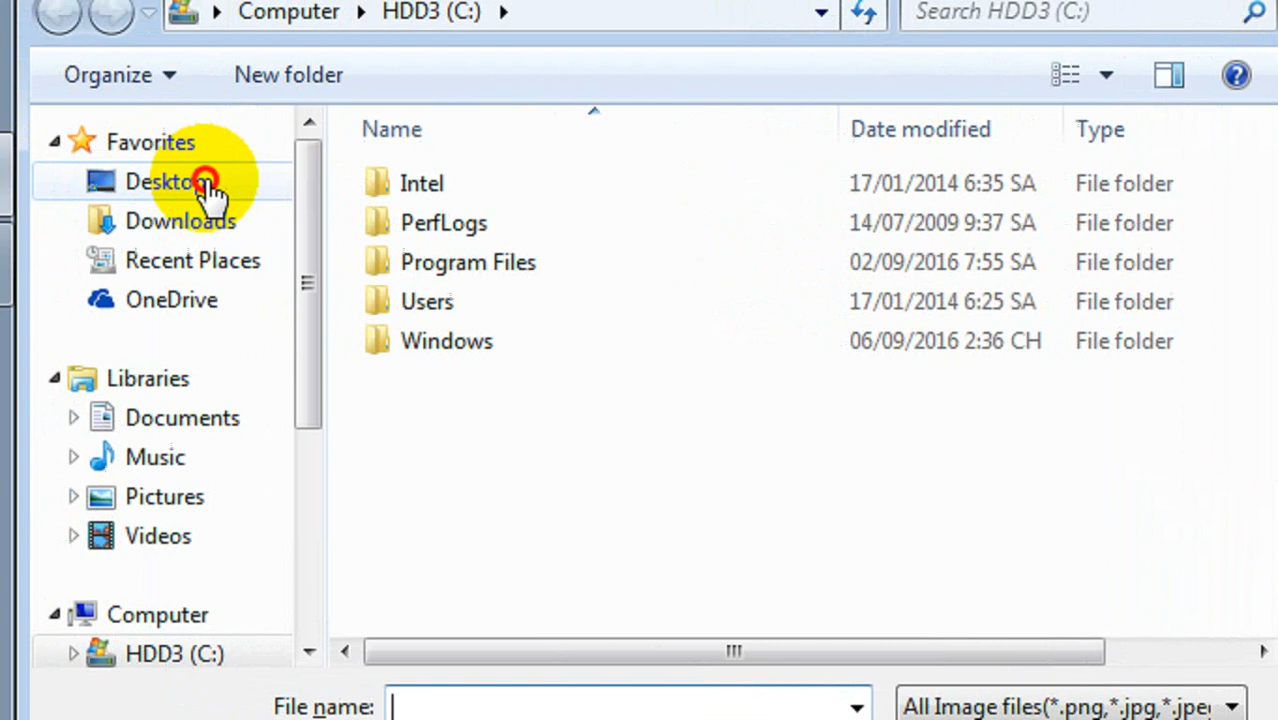 Computer HDD3 (C:) Search HDD3 (C:)
Organize New folder
Name Date modified Type
Favorites
Desktop
Downloads
Recent Places
OneDrive
Libraries
Documents
Music
Pictures
Videos
Computer
HDD3 (C:)
Intel 17/01/2014 6:35 SA File folder
PerfLogs 14/07/2009 9:37 SA File folder
Program Files 02/09/2016 7:55 SA File folder
Users 17/01/2014 6:25 SA File folder
Windows 06/09/2016 2:36 CH File folder
File name: All Image files(*.png,*.jpg,*.jpe